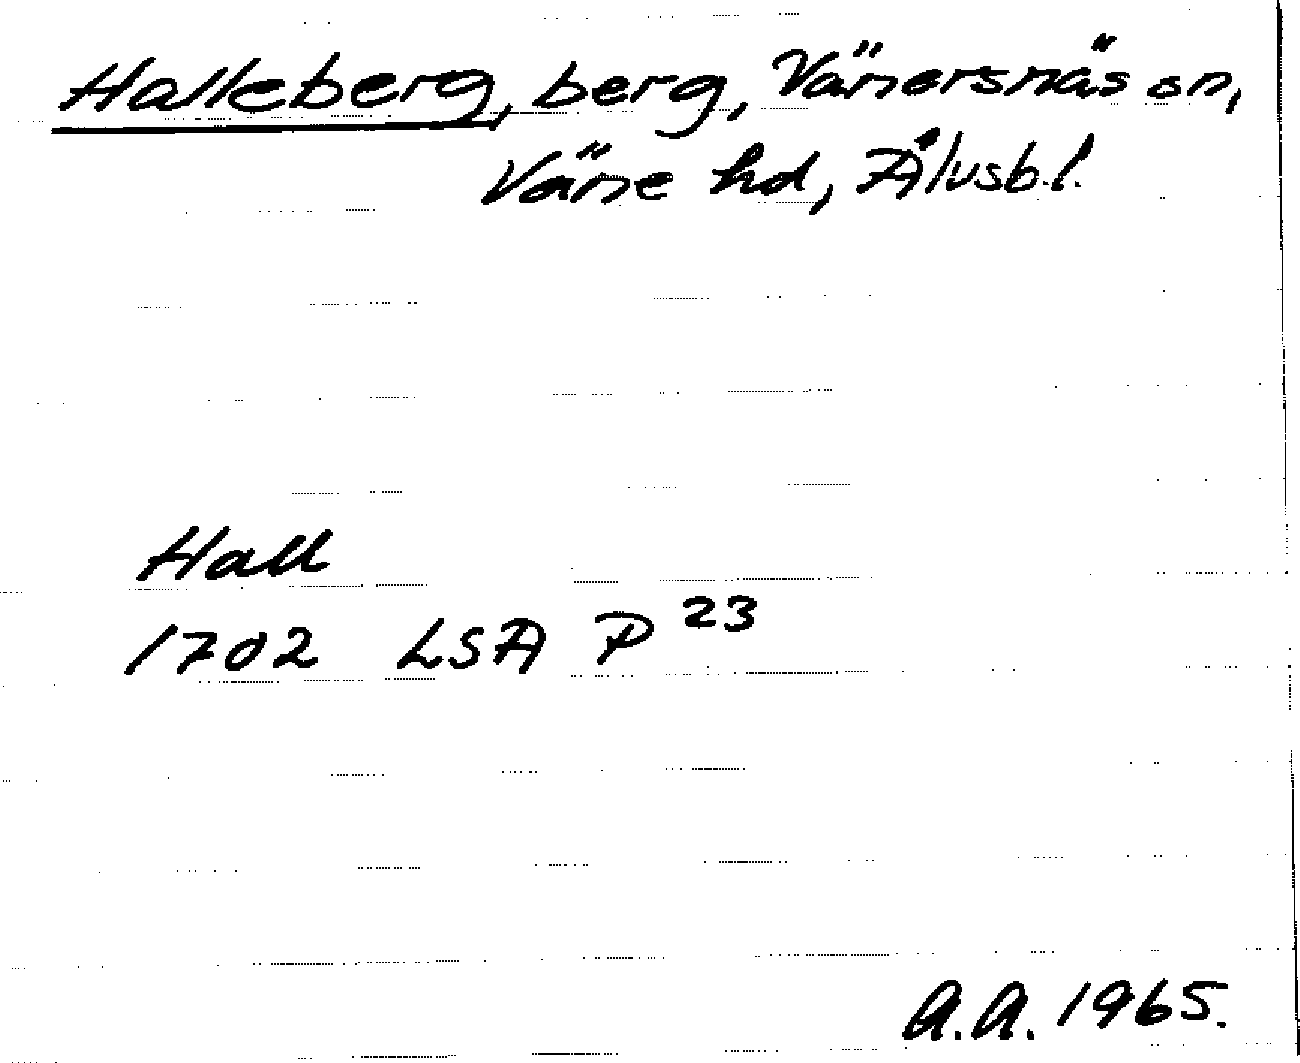 Halleberg, berg, Vänersnäs sn,
Väne hd, Älvsb.l.
Hall
1702 LSA P 23
A.A. 1965.